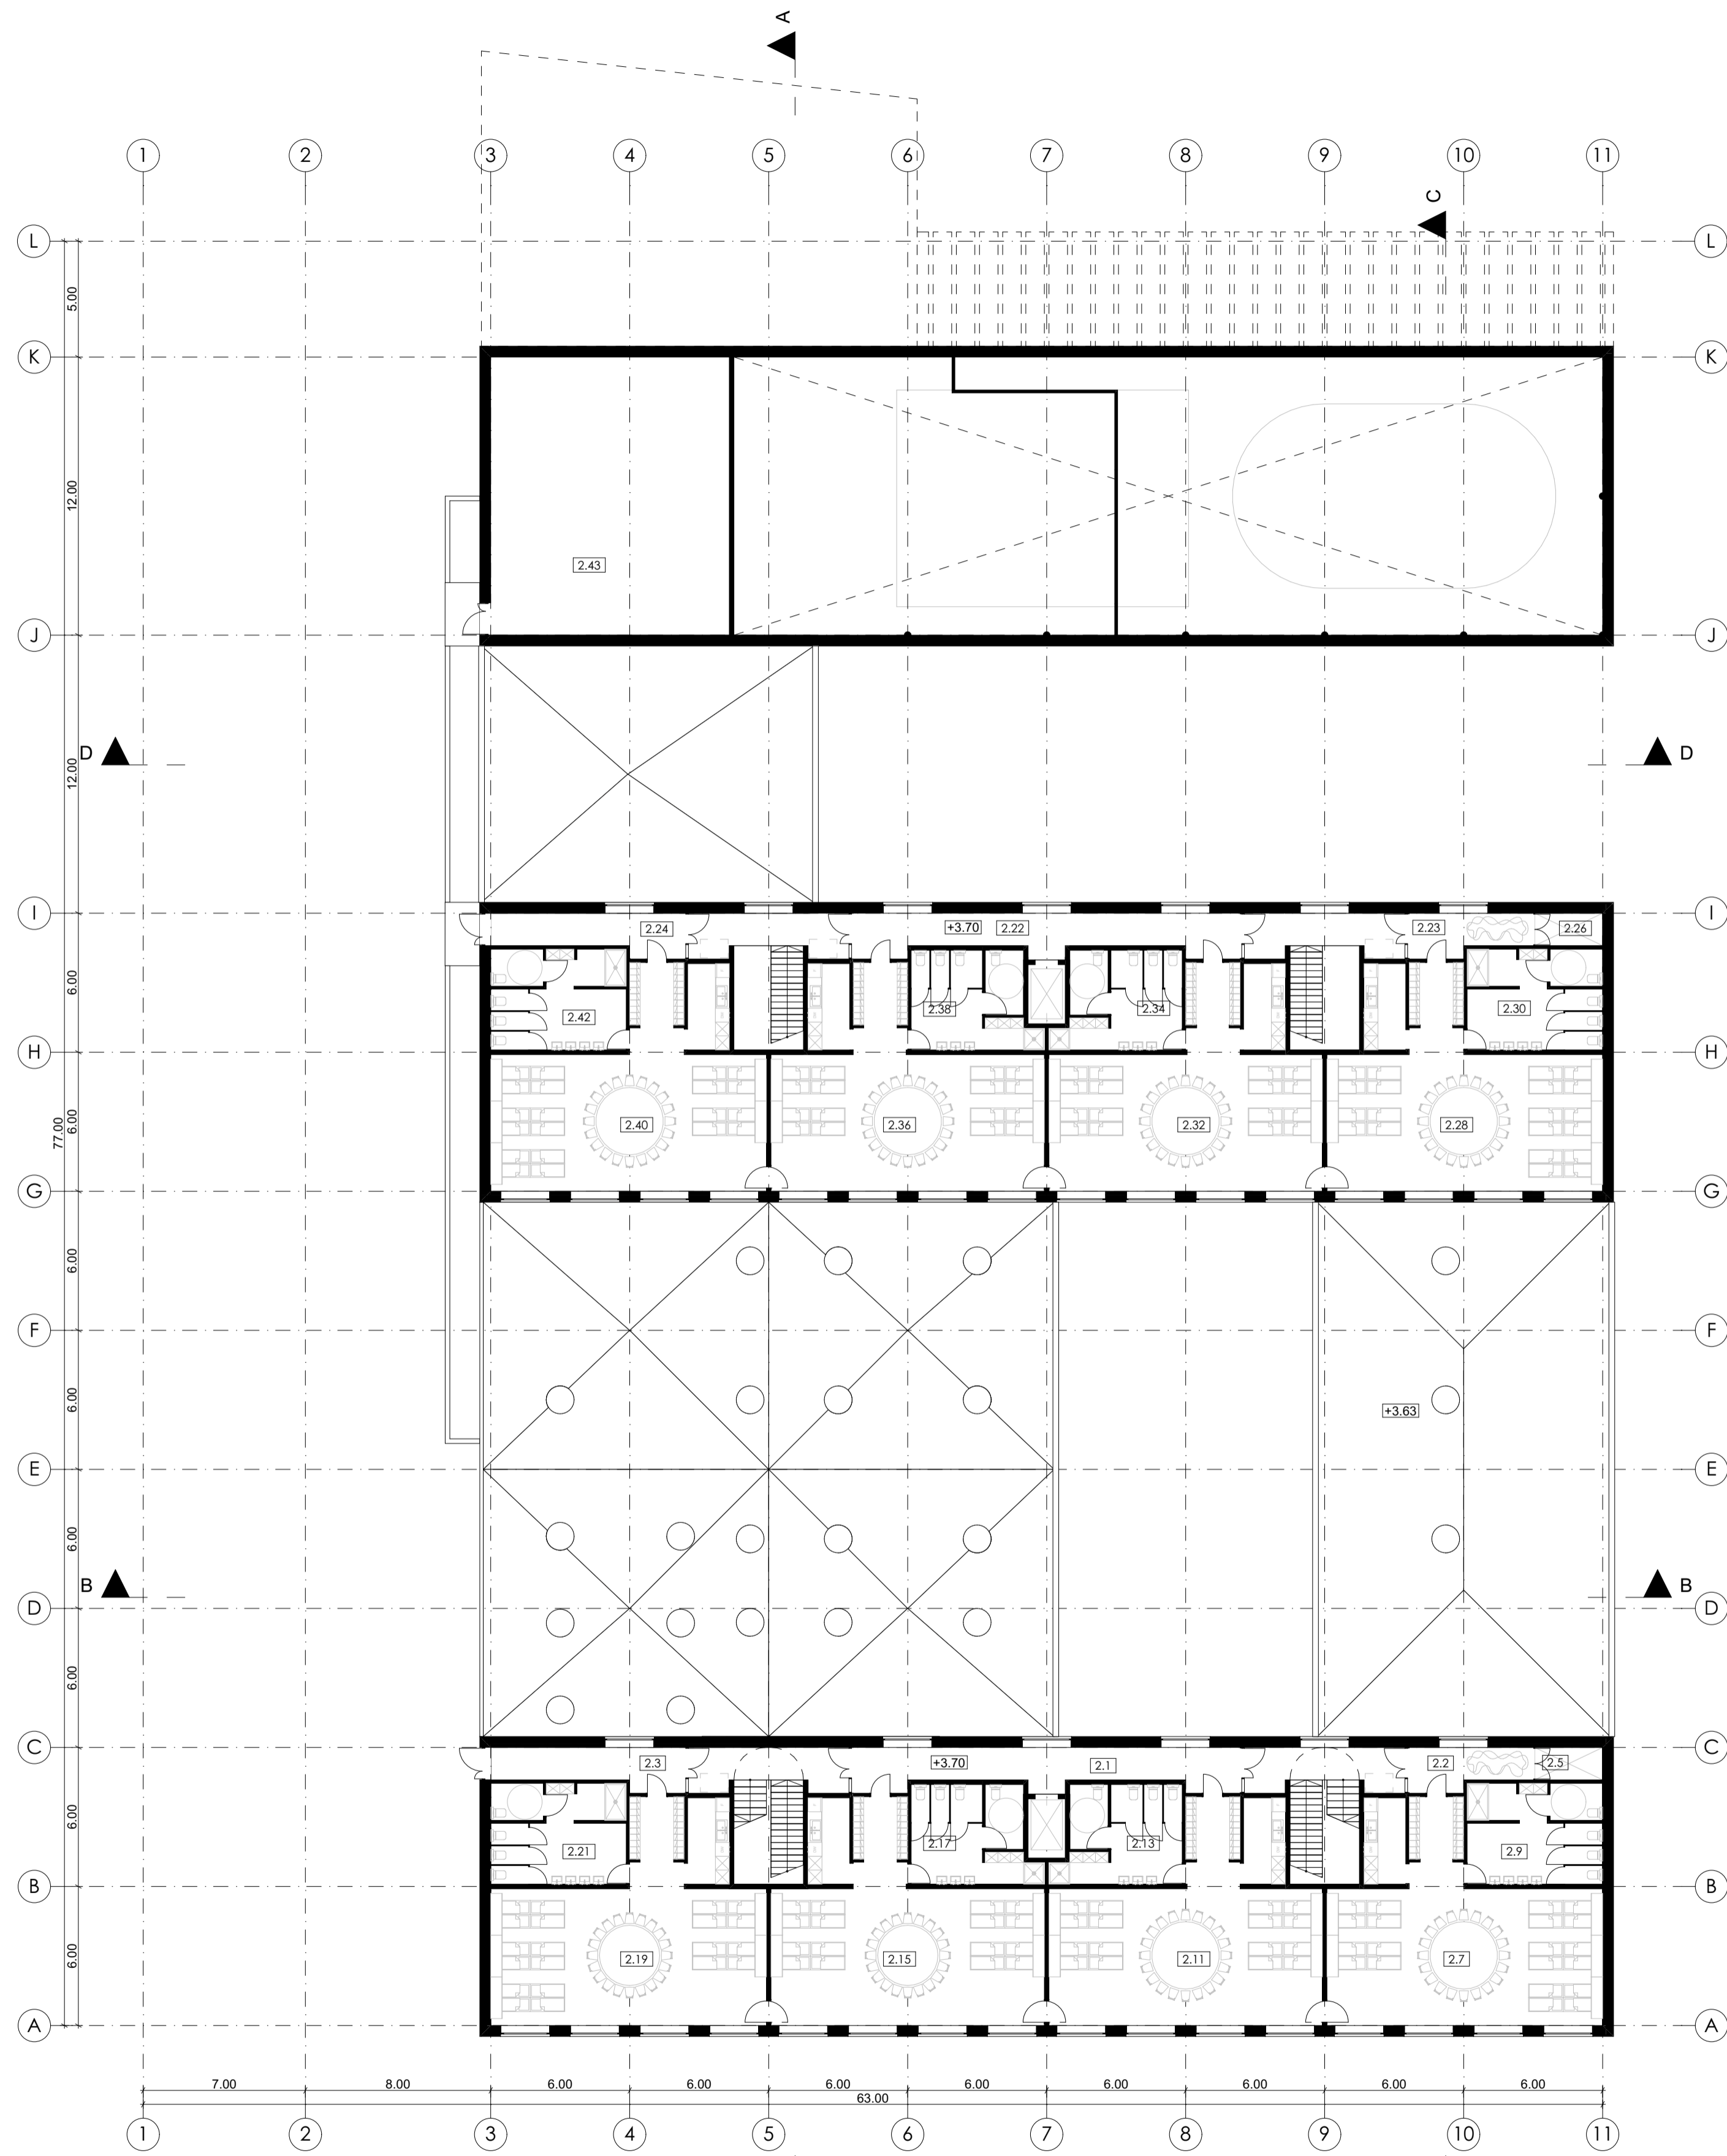 A
1 2 3 4 5 6 7 8 9 10 11
C
L L
5.00
K K
12.00
2.43
J J
D 12.00 D
I 2.24 +3.70 2.22 2.23 2.26 I
6.00
2.42 2.38 2.34 2.30
H H
77.00 6.00
2.40 2.36 2.32 2.28
G G
6.00
F F
6.00
+3.63
E E
6.00
B B
D D
6.00
C C
2.3 +3.70 2.1 2.2 2.5
6.00
2.21 2.17 2.13 2.9
B B
6.00
2.19 2.15 2.11 2.7
A A
7.00 8.00 6.00 6.00 6.00 6.00 6.00 6.00 6.00 6.00
63.00
1 2 3 4 5 6 7 8 9 10 11